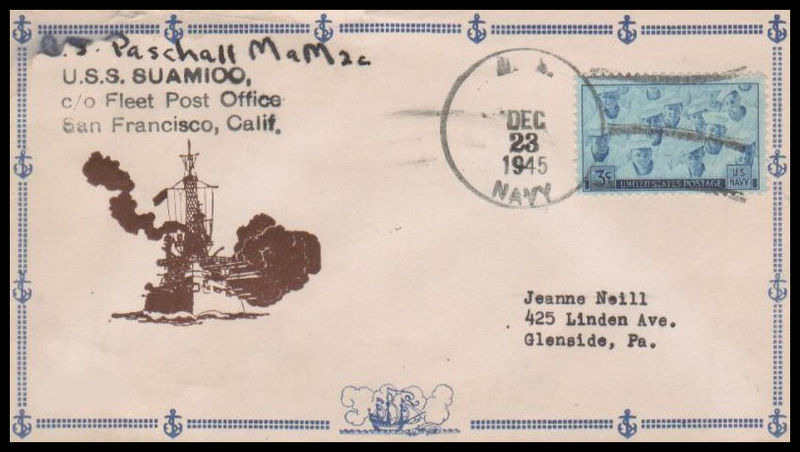 S. Paschall MaM2c
U.S.S. SUAMICO,
c/o Fleet Post Office
San Francisco, Calif.
DEC
23
1945
NAVY
3¢ UNITED STATES POSTAGE U.S. NAVY
Jeanne Neill
425 Linden Ave.
Glenside, Pa.